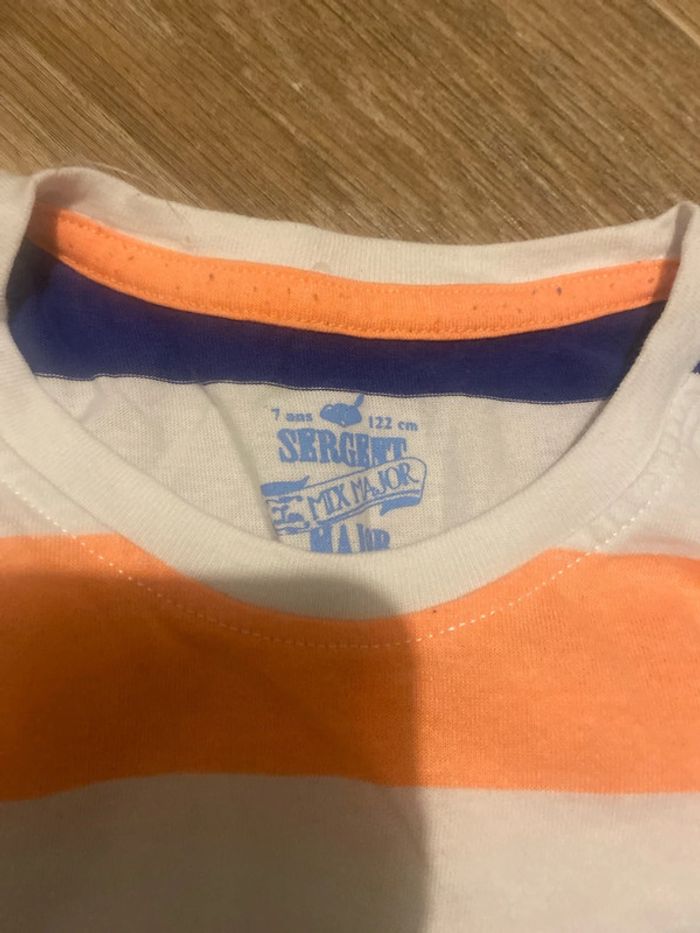 7 ans 122 cm
SERGENT
I'm MIX MAJOR
MAJOR